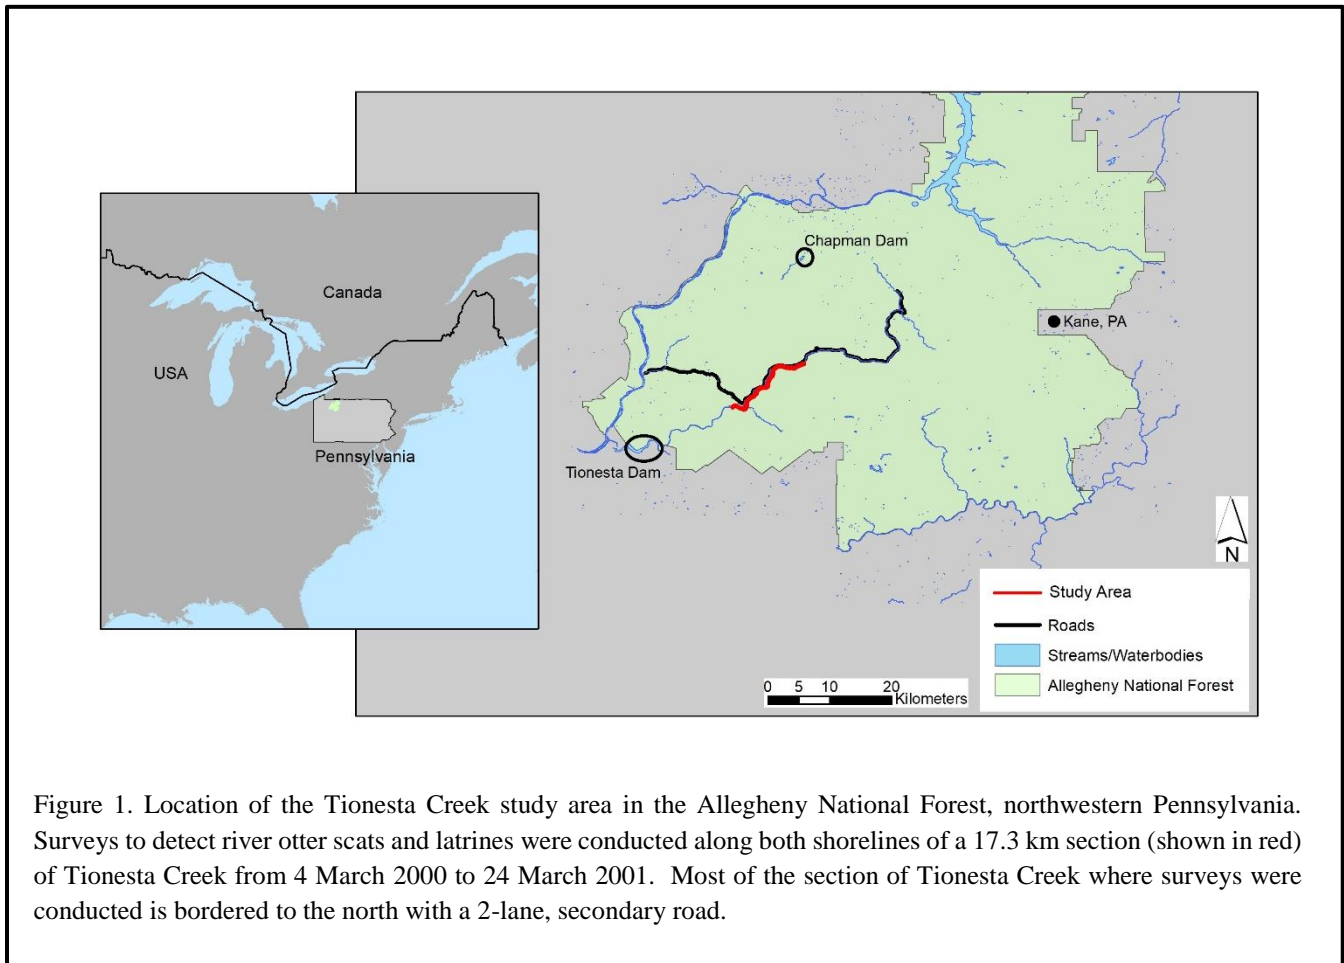 Canada
USA
Pennsylvania
Chapman Dam
Kane, PA
Tionesta Dam
N
Study Area
Roads
Streams/Waterbodies
Allegheny National Forest
0 5 10 20
Kilometers
Figure 1. Location of the Tionesta Creek study area in the Allegheny National Forest, northwestern Pennsylvania.
Surveys to detect river otter scats and latrines were conducted along both shorelines of a 17.3 km section (shown in red)
of Tionesta Creek from 4 March 2000 to 24 March 2001. Most of the section of Tionesta Creek where surveys were
conducted is bordered to the north with a 2-lane, secondary road.